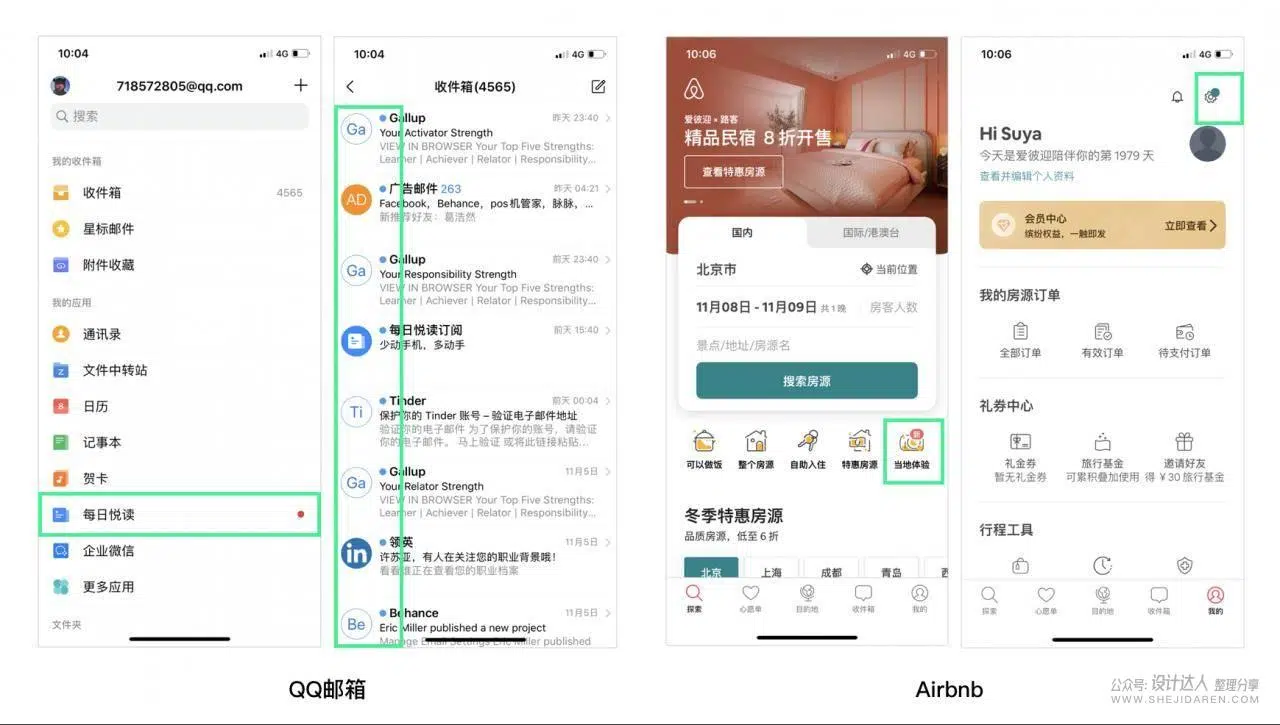 10:04
4G
718572805@qq.com
搜索
我的收件箱
收件箱
4565
星标邮件
附件收藏
我的应用
通讯录
文件中转站
日历
记事本
贺卡
每日悦读
企业微信
更多应用
文件夹
10:04
4G
收件箱(4565)
Ga
Gallup
昨天 23:40
Your Activator Strength
VIEW IN BROWSER Your Top Five Strengths:
Learner | Achiever | Relator | Responsibility...
AD
广告邮件 263
昨天 04:21
Facebook，Behance，pos机管家，脉脉，...
新推荐好友：葛浩然
Ga
Gallup
前天 23:40
Your Responsibility Strength
VIEW IN BROWSER Your Top Five Strengths:
Learner | Achiever | Relator | Responsibility...
每日悦读订阅
前天 15:40
少动手机，多动手
Ti
Tinder
前天 00:04
保护你的 Tinder 账号 – 验证电子邮件地址
验证你的电子邮件 为了保护你的账号，请验证
你的电子邮件。 马上验证 或将此链接粘贴...
Ga
Gallup
11月5日
Your Relator Strength
VIEW IN BROWSER Your Top Five Strengths:
Learner | Achiever | Relator | Responsibility...
in
领英
11月5日
许苏亚，有人在关注您的职业背景哦！
看看谁正在查看您的职业档案
Be
Behance
11月5日
Eric Miller published a new project
Manage Email Settings Eric Miller published
QQ邮箱
10:06
4G
爱彼迎 × 路客
精品民宿 8 折开售
查看特惠房源
国内
国际/港澳台
北京市
当前位置
11月08日 - 11月09日 共1晚
房客人数
景点/地址/房源名
搜索房源
新
可以做饭
整个房源
自助入住
特惠房源
当地体验
冬季特惠房源
品质房源，低至 6 折
北京
上海
成都
青岛
西
探索
心愿单
目的地
收件箱
我的
10:06
4G
Hi Suya
今天是爱彼迎陪伴你的第 1979 天
查看并编辑个人资料
会员中心
缤纷权益，一触即发
立即查看
我的房源订单
全部订单
有效订单
待支付订单
礼券中心
礼金券
旅行基金
邀请好友
暂无礼金券
可累积叠加使用
得 ¥30 旅行基金
行程工具
探索
心愿单
目的地
收件箱
我的
Airbnb
公众号: 设计达人 整理分享
WWW.SHEJIDAREN.COM